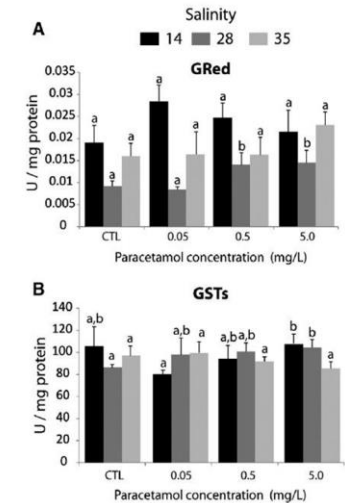 Salinity
14 28 35
A
GRed
U / mg protein
0.035
0.03
0.025
0.02
0.015
0.01
0.005
0
a a a
a a a
a b a
a b a
CTL 0.05 0.5 5.0
Paracetamol concentration (mg/L)
B
GSTs
U / mg protein
140
120
100
80
60
40
20
0
a,b a a
a a,b a
a,b a,b a
b b a
CTL 0.05 0.5 5.0
Paracetamol concentration (mg/L)